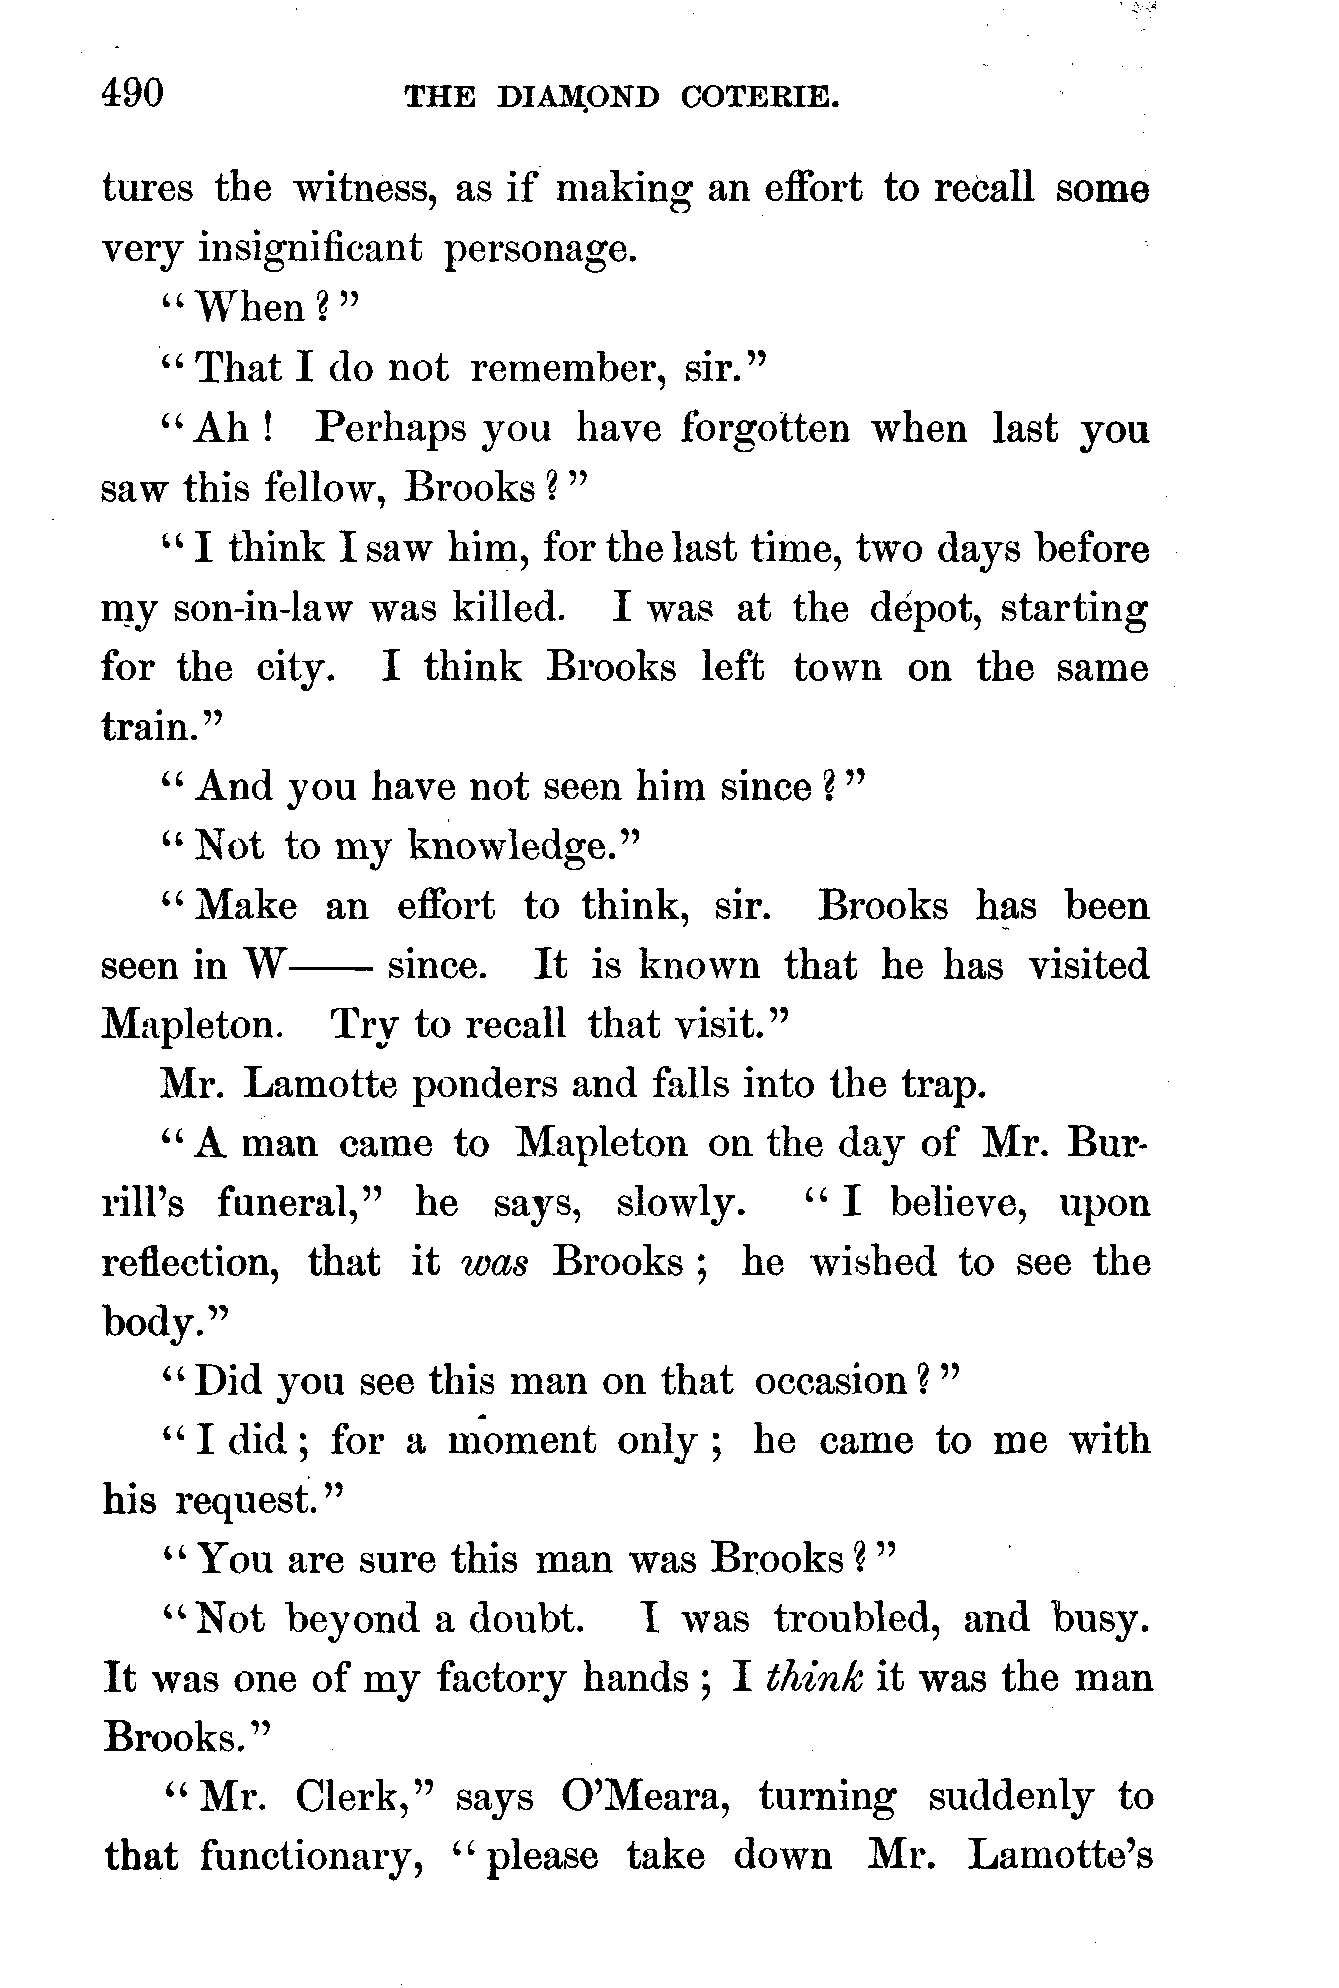 490 THE DIAMOND COTERIE.
tures the witness, as if making an effort to recall some
very insignificant personage.
“When?”
“That I do not remember, sir.”
“Ah! Perhaps you have forgotten when last you
saw this fellow, Brooks?”
“I think I saw him, for the last time, two days before
my son-in-law was killed. I was at the dépot, starting
for the city. I think Brooks left town on the same
train.”
“And you have not seen him since?”
“Not to my knowledge.”
“Make an effort to think, sir. Brooks has been
seen in W—— since. It is known that he has visited
Mapleton. Try to recall that visit.”
Mr. Lamotte ponders and falls into the trap.
“A man came to Mapleton on the day of Mr. Bur-
rill’s funeral,” he says, slowly. “I believe, upon
reflection, that it was Brooks; he wished to see the
body.”
“Did you see this man on that occasion?”
“I did; for a moment only; he came to me with
his request.”
“You are sure this man was Brooks?”
“Not beyond a doubt. I was troubled, and busy.
It was one of my factory hands; I think it was the man
Brooks.”
“Mr. Clerk,” says O’Meara, turning suddenly to
that functionary, “please take down Mr. Lamotte’s